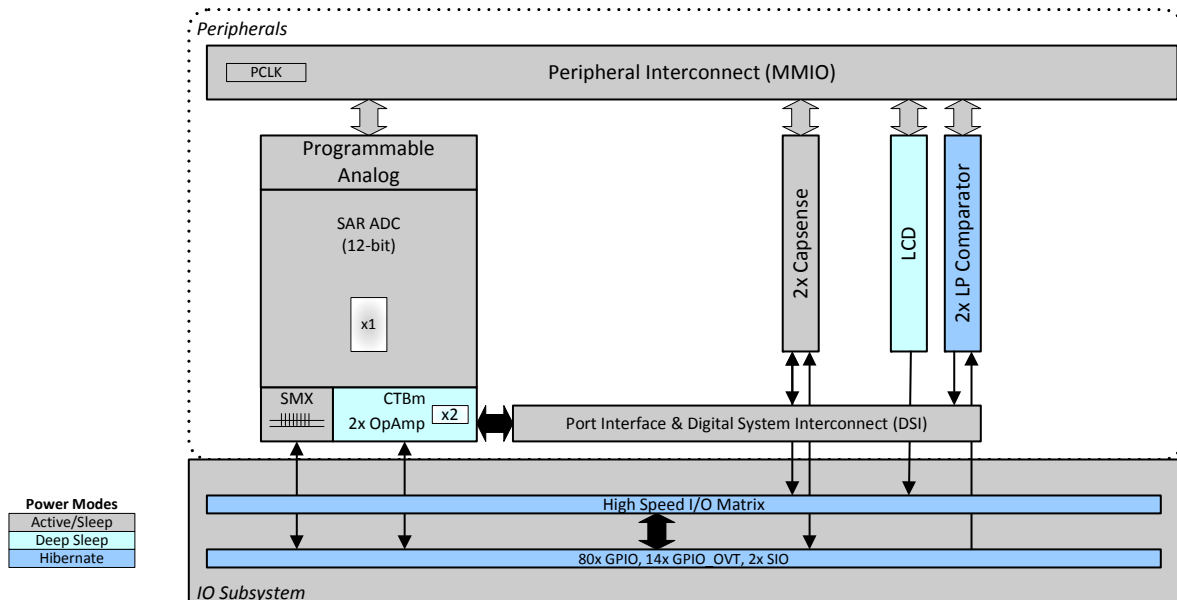 Peripherals
PCLK
Peripheral Interconnect (MMIO)
Programmable
Analog
SAR ADC
(12-bit)
x1
2x Capsense
LCD
2x LP Comparator
SMX
CTBm
2x OpAmp
x2
Port Interface & Digital System Interconnect (DSI)
High Speed I/O Matrix
80x GPIO, 14x GPIO_OVT, 2x SIO
IO Subsystem
Power Modes
Active/Sleep
Deep Sleep
Hibernate